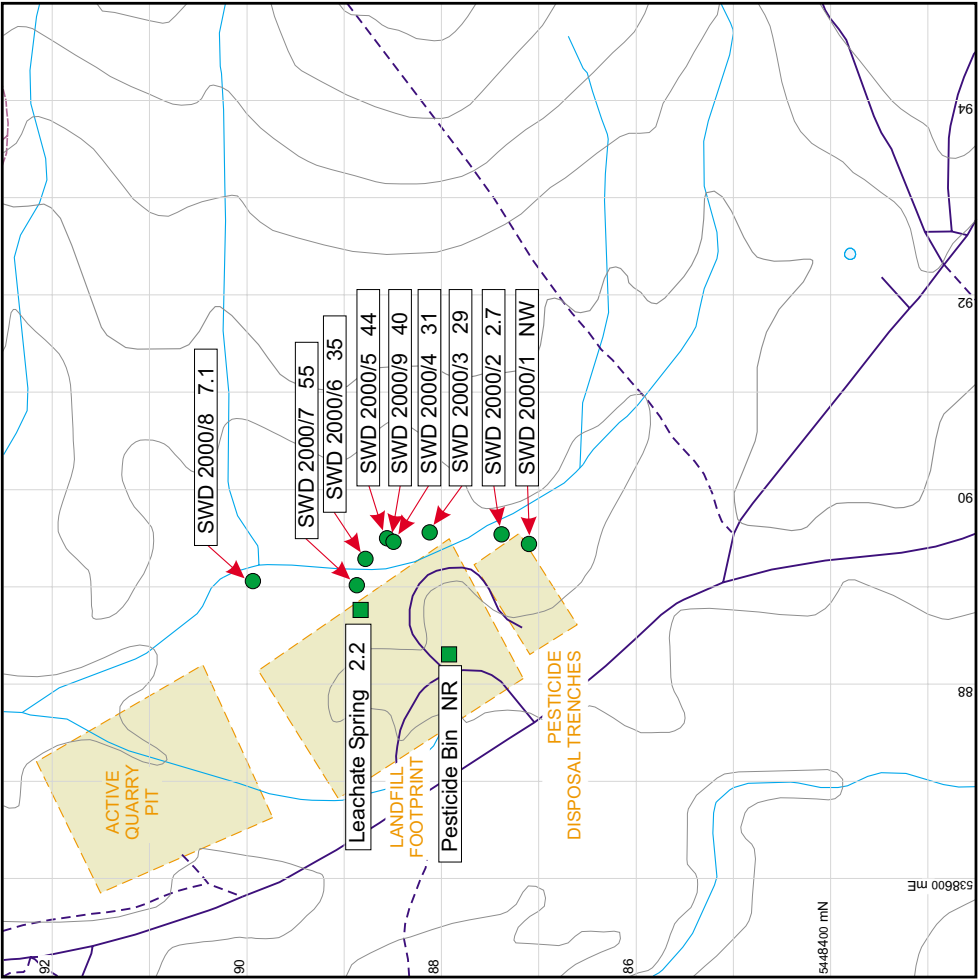 SWD 2000/8 7.1
SWD 2000/7 55
SWD 2000/6 35
SWD 2000/5 44
SWD 2000/9 40
SWD 2000/4 31
SWD 2000/3 29
SWD 2000/2 2.7
SWD 2000/1 NW
Leachate Spring 2.2
Pesticide Bin NR
ACTIVE
QUARRY
PIT
LANDFILL
FOOTPRINT
PESTICIDE
DISPOSAL TRENCHES
92
90
88
86
5448400 mN
538600 mE
88
90
92
94